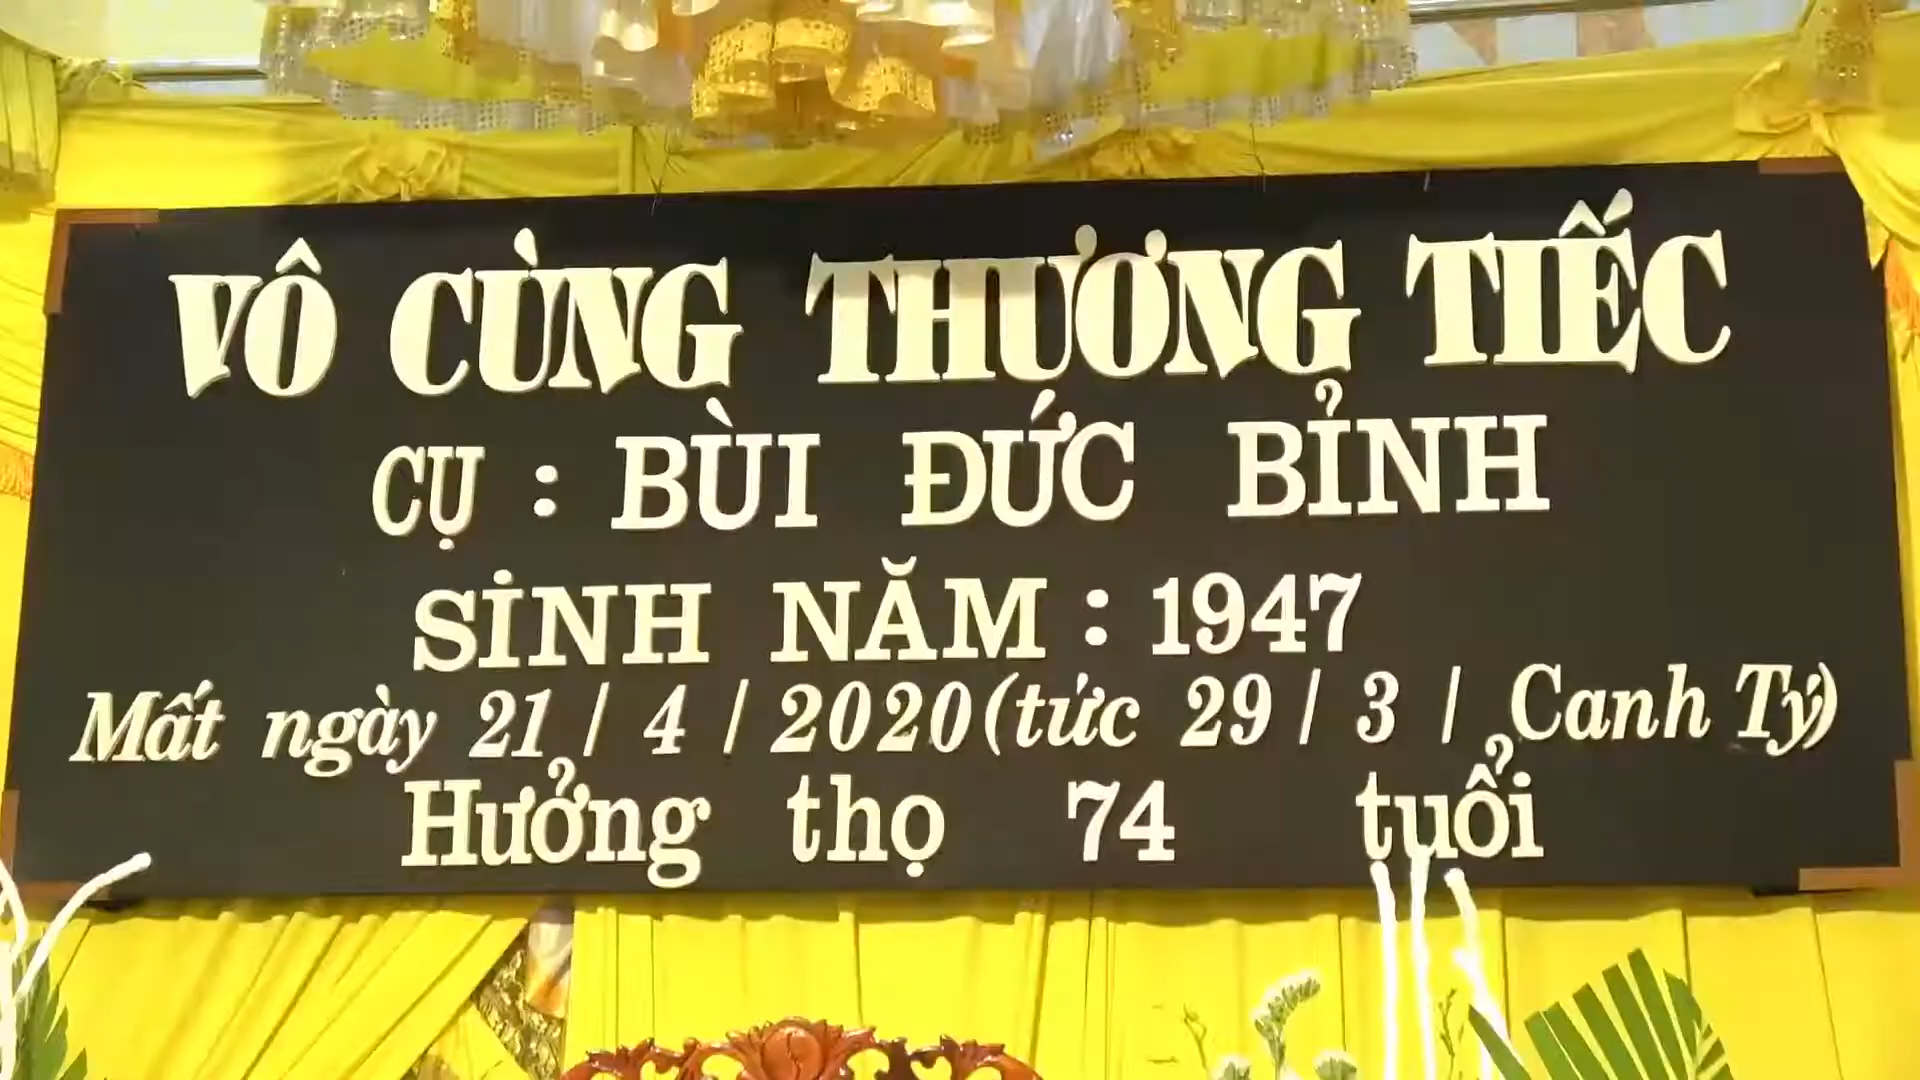 VÔ CÙNG THƯƠNG TIẾC
CỤ : BÙI ĐỨC BỈNH
SINH NĂM : 1947
Mất ngày 21 / 4 / 2020 (tức 29 / 3 / Canh Tý)
Hưởng thọ 74 tuổi